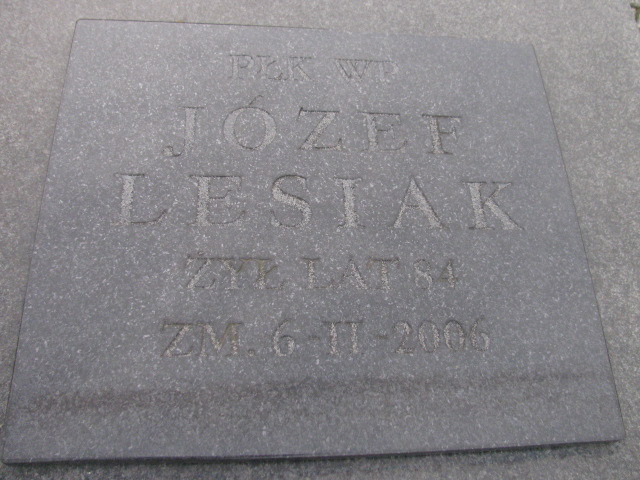 PŁK WP
JÓZEF
LESIAK
ŻYŁ LAT 84
ZM. 6-II-2006